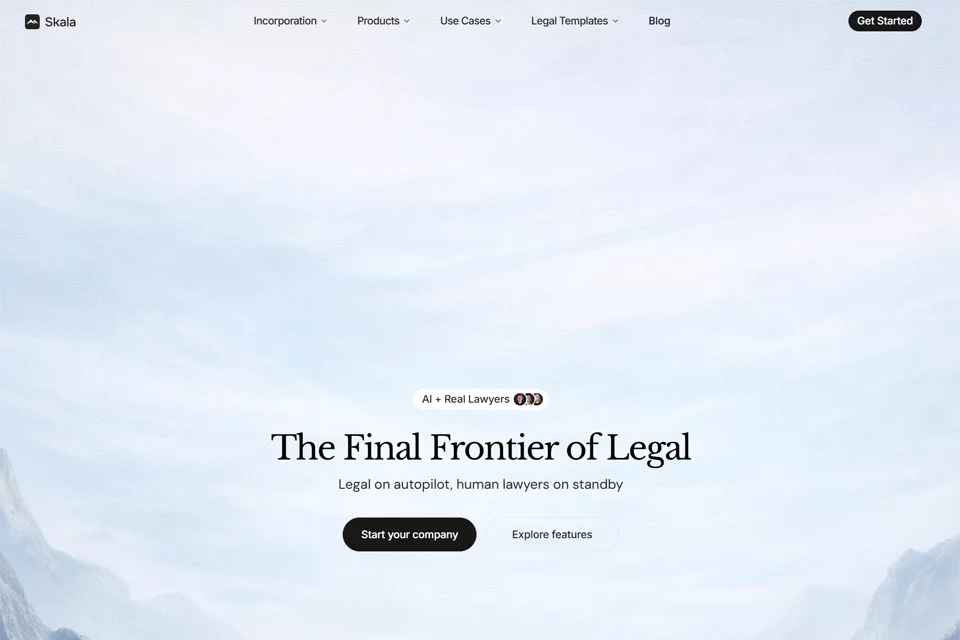 Skala
Incorporation
Products
Use Cases
Legal Templates
Blog
Get Started
AI + Real Lawyers
The Final Frontier of Legal
Legal on autopilot, human lawyers on standby
Start your company
Explore features